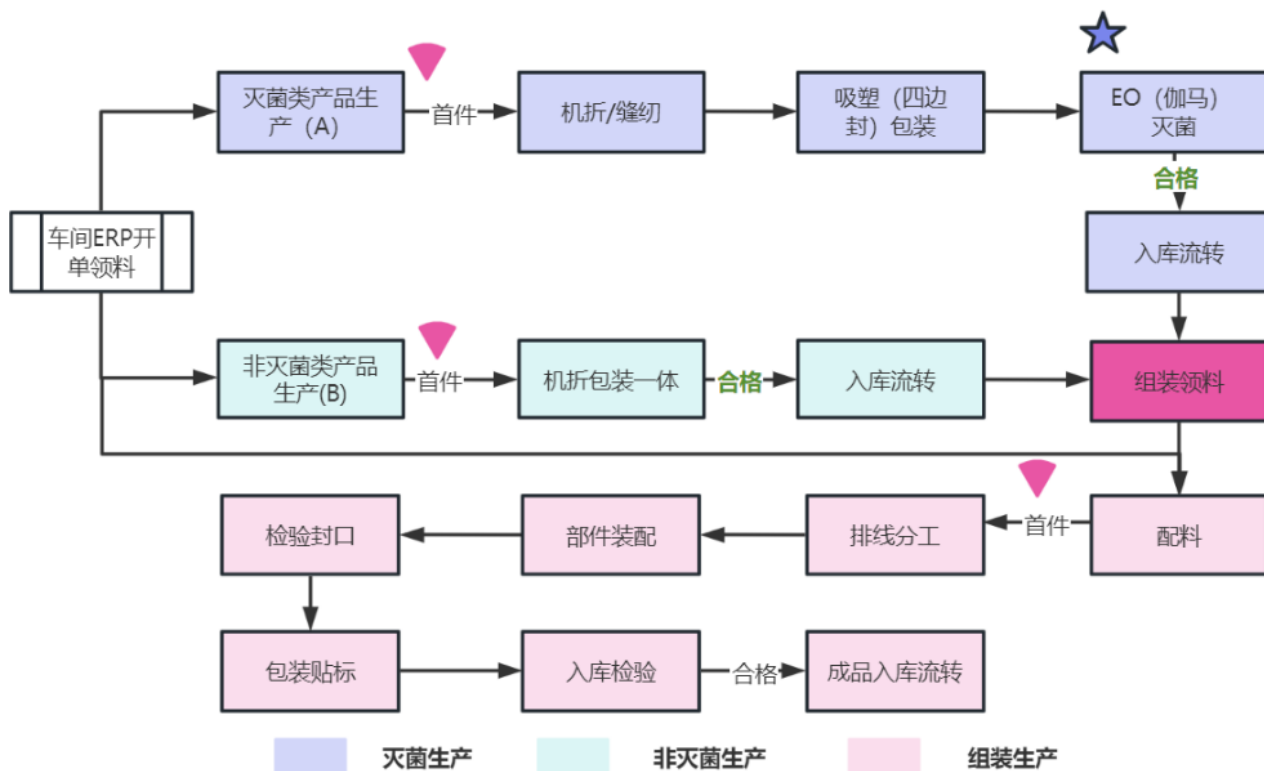 灭菌类产品生
产（A）
首件
机折/缝纫
吸塑（四边
封）包装
EO（伽马）
灭菌
合格
车间ERP开
单领料
入库流转
非灭菌类产品
生产(B)
首件
机折包装一体
合格
入库流转
组装领料
检验封口
部件装配
排线分工
首件
配料
包装贴标
入库检验
合格
成品入库流转
灭菌生产
非灭菌生产
组装生产